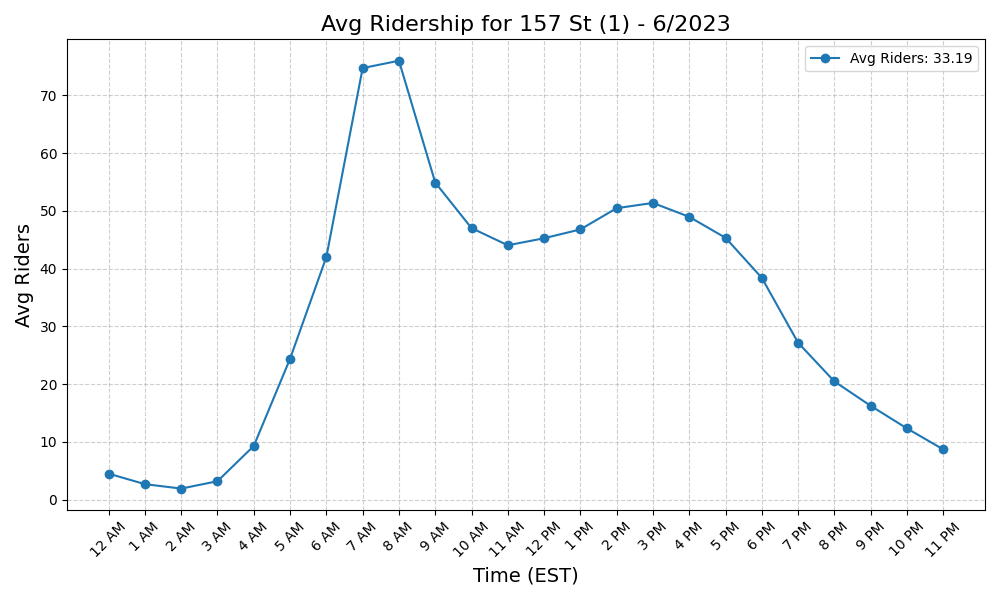 Avg Ridership for 157 St (1) - 6/2023
Avg Riders: 33.19
Avg Riders
70
60
50
40
30
20
10
0
12 AM
1 AM
2 AM
3 AM
4 AM
5 AM
6 AM
7 AM
8 AM
9 AM
10 AM
11 AM
12 PM
1 PM
2 PM
3 PM
4 PM
5 PM
6 PM
7 PM
8 PM
9 PM
10 PM
11 PM
Time (EST)